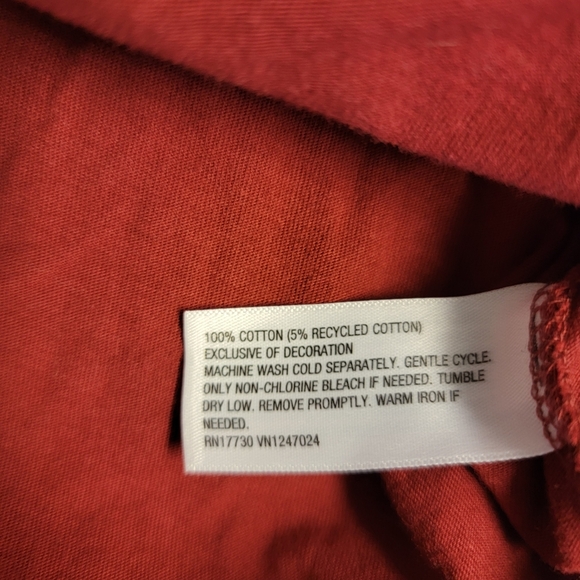 100% COTTON (5% RECYCLED COTTON)
EXCLUSIVE OF DECORATION
MACHINE WASH COLD SEPARATELY. GENTLE CYCLE.
ONLY NON-CHLORINE BLEACH IF NEEDED. TUMBLE
DRY LOW. REMOVE PROMPTLY. WARM IRON IF
NEEDED.
RN17730 VN1247024